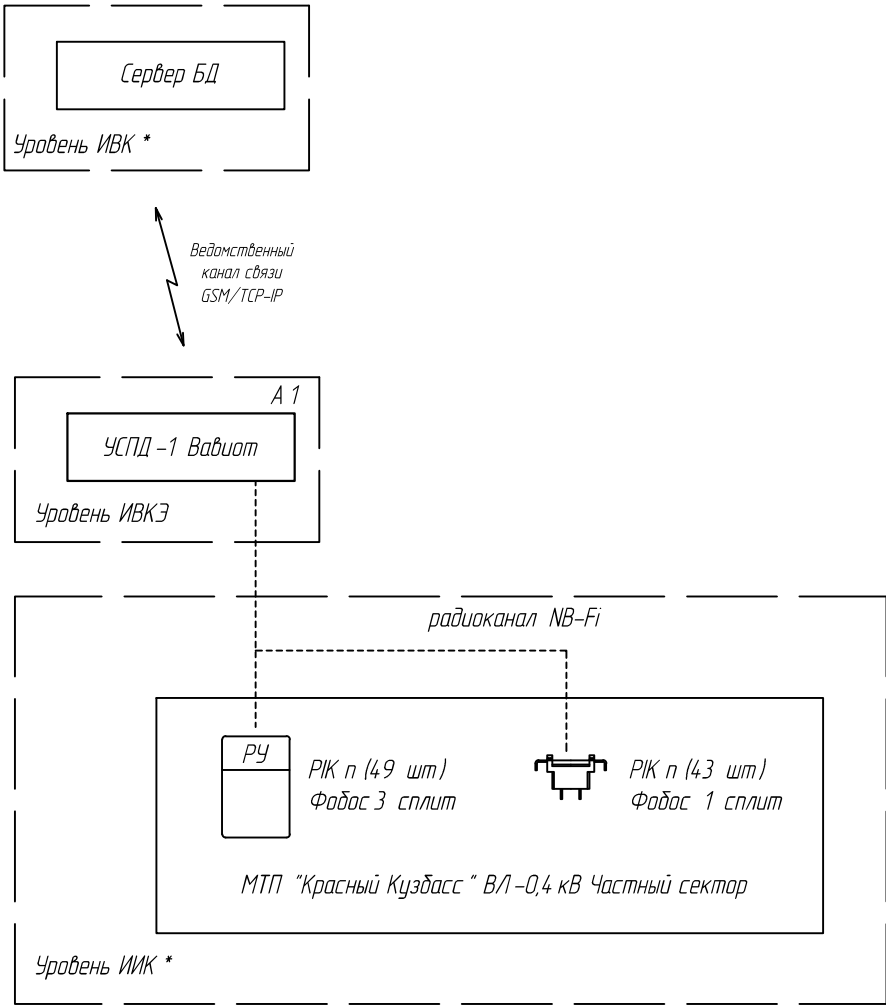 Сервер БД
Уровень ИВК *
Ведомственный
канал связи
GSM/TCP-IP
А 1
УСПД-1 Вавиот
Уровень ИВКЭ
радиоканал NB-Fi
РУ
PIK п (49 шт)
Фобос 3 сплит
PIK п (43 шт)
Фобос 1 сплит
МТП "Красный Кузбасс" ВЛ-0,4 кВ Частный сектор
Уровень ИИК *